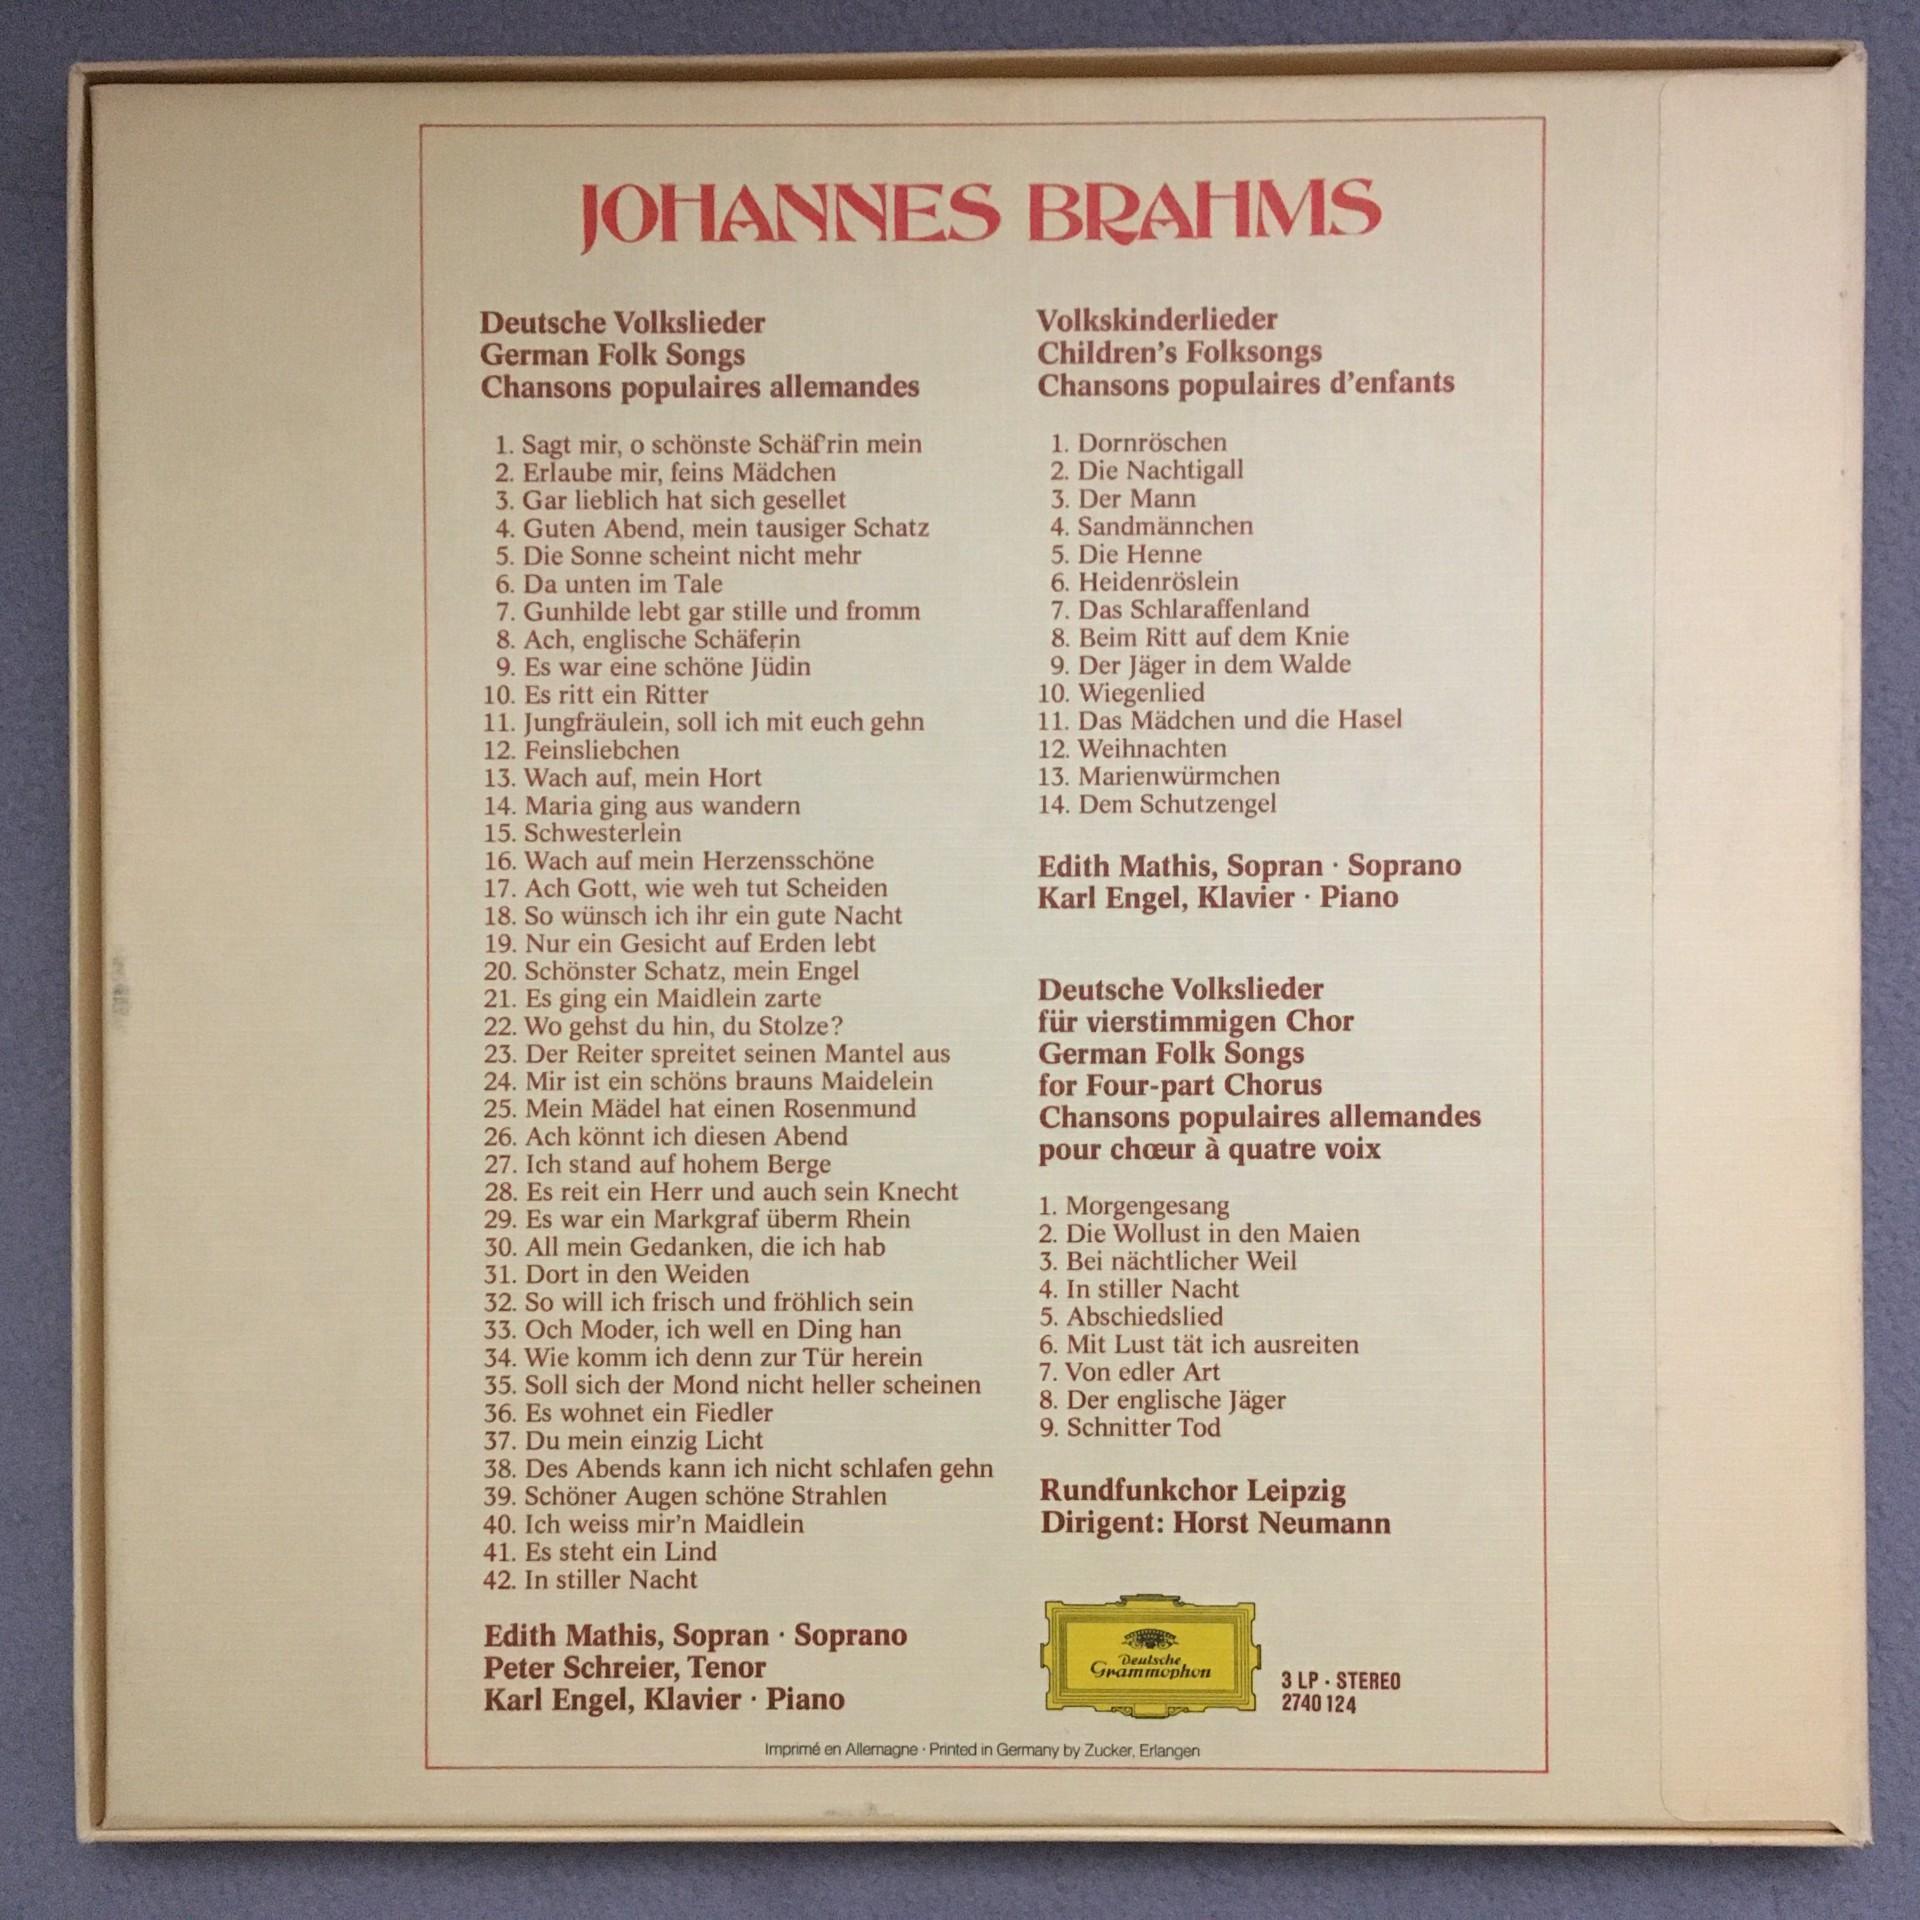 JOHANNES BRAHMS
Deutsche Volkslieder
German Folk Songs
Chansons populaires allemandes
1. Sagt mir, o schönste Schäf'rin mein
2. Erlaube mir, feins Mädchen
3. Gar lieblich hat sich gesellet
4. Guten Abend, mein tausiger Schatz
5. Die Sonne scheint nicht mehr
6. Da unten im Tale
7. Gunhilde lebt gar stille und fromm
8. Ach, englische Schäferin
9. Es war eine schöne Jüdin
10. Es ritt ein Ritter
11. Jungfräulein, soll ich mit euch gehn
12. Feinsliebchen
13. Wach auf, mein Hort
14. Maria ging aus wandern
15. Schwesterlein
16. Wach auf mein Herzensschöne
17. Ach Gott, wie weh tut Scheiden
18. So wünsch ich ihr ein gute Nacht
19. Nur ein Gesicht auf Erden lebt
20. Schönster Schatz, mein Engel
21. Es ging ein Maidlein zarte
22. Wo gehst du hin, du Stolze?
23. Der Reiter spreitet seinen Mantel aus
24. Mir ist ein schöns brauns Maidelein
25. Mein Mädel hat einen Rosenmund
26. Ach könnt ich diesen Abend
27. Ich stand auf hohem Berge
28. Es reit ein Herr und auch sein Knecht
29. Es war ein Markgraf überm Rhein
30. All mein Gedanken, die ich hab
31. Dort in den Weiden
32. So will ich frisch und fröhlich sein
33. Och Moder, ich well en Ding han
34. Wie komm ich denn zur Tür herein
35. Soll sich der Mond nicht heller scheinen
36. Es wohnet ein Fiedler
37. Du mein einzig Licht
38. Des Abends kann ich nicht schlafen gehn
39. Schöner Augen schöne Strahlen
40. Ich weiss mir'n Maidlein
41. Es steht ein Lind
42. In stiller Nacht
Edith Mathis, Sopran · Soprano
Peter Schreier, Tenor
Karl Engel, Klavier · Piano
Volkskinderlieder
Children's Folksongs
Chansons populaires d'enfants
1. Dornröschen
2. Die Nachtigall
3. Der Mann
4. Sandmännchen
5. Die Henne
6. Heidenröslein
7. Das Schlaraffenland
8. Beim Ritt auf dem Knie
9. Der Jäger in dem Walde
10. Wiegenlied
11. Das Mädchen und die Hasel
12. Weihnachten
13. Marienwürmchen
14. Dem Schutzengel
Edith Mathis, Sopran · Soprano
Karl Engel, Klavier · Piano
Deutsche Volkslieder
für vierstimmigen Chor
German Folk Songs
for Four-part Chorus
Chansons populaires allemandes
pour chœur à quatre voix
1. Morgengesang
2. Die Wollust in den Maien
3. Bei nächtlicher Weil
4. In stiller Nacht
5. Abschiedslied
6. Mit Lust tät ich ausreiten
7. Von edler Art
8. Der englische Jäger
9. Schnitter Tod
Rundfunkchor Leipzig
Dirigent: Horst Neumann
Deutsche
Grammophon
3 LP · STEREO
2740 124
Imprimé en Allemagne · Printed in Germany by Zucker, Erlangen